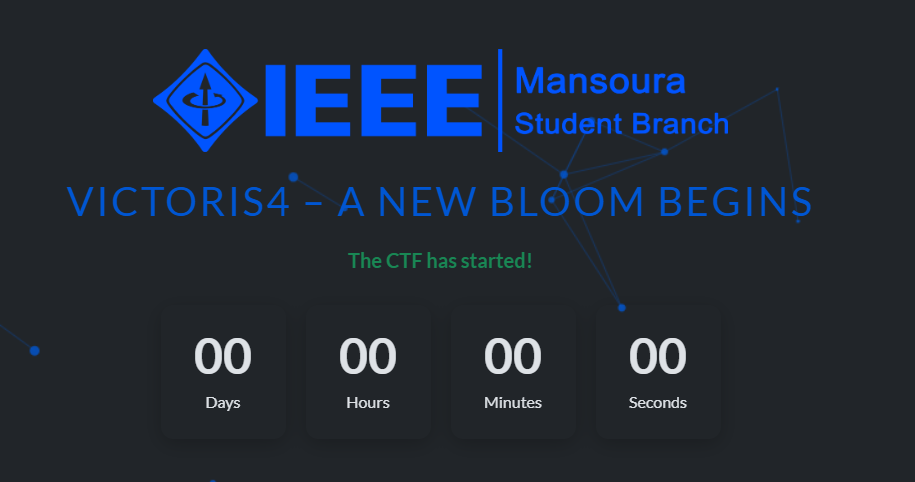 IEEE
Mansoura
Student Branch
VICTORIS4 – A NEW BLOOM BEGINS
The CTF has started!
00 00 00 00
Days Hours Minutes Seconds